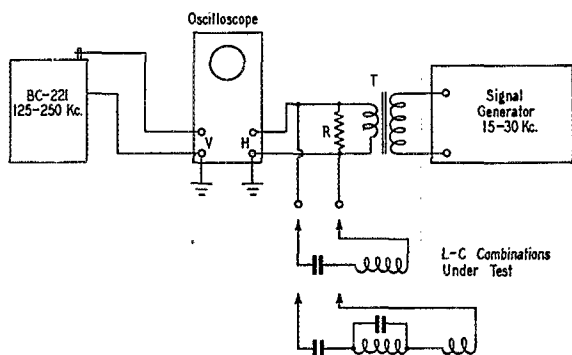 Oscilloscope
BC-221
125-250 Kc.
V
H
R
T
Signal
Generator
15-30 Kc.
L-C Combinations
Under Test